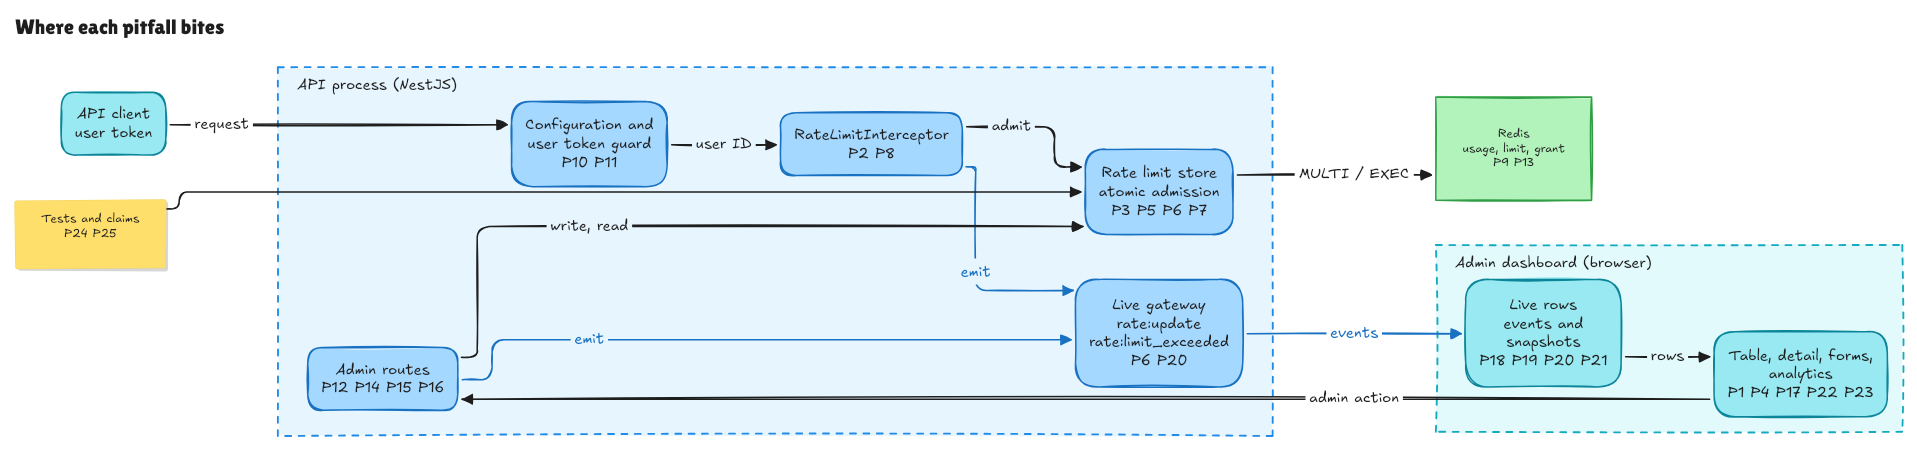 Where each pitfall bites
API process (NestJS)
API client
user token
request
Configuration and
user token guard
P10 P11
user ID
RateLimitInterceptor
P2 P8
admit
Rate limit store
atomic admission
P3 P5 P6 P7
MULTI / EXEC
Redis
usage, limit, grant
P9 P13
Tests and claims
P24 P25
write, read
emit
Live gateway
rate:update
rate:limit_exceeded
P6 P20
emit
Admin routes
P12 P14 P15 P16
events
Admin dashboard (browser)
Live rows
events and
snapshots
P18 P19 P20 P21
rows
Table, detail, forms,
analytics
P1 P4 P17 P22 P23
admin action